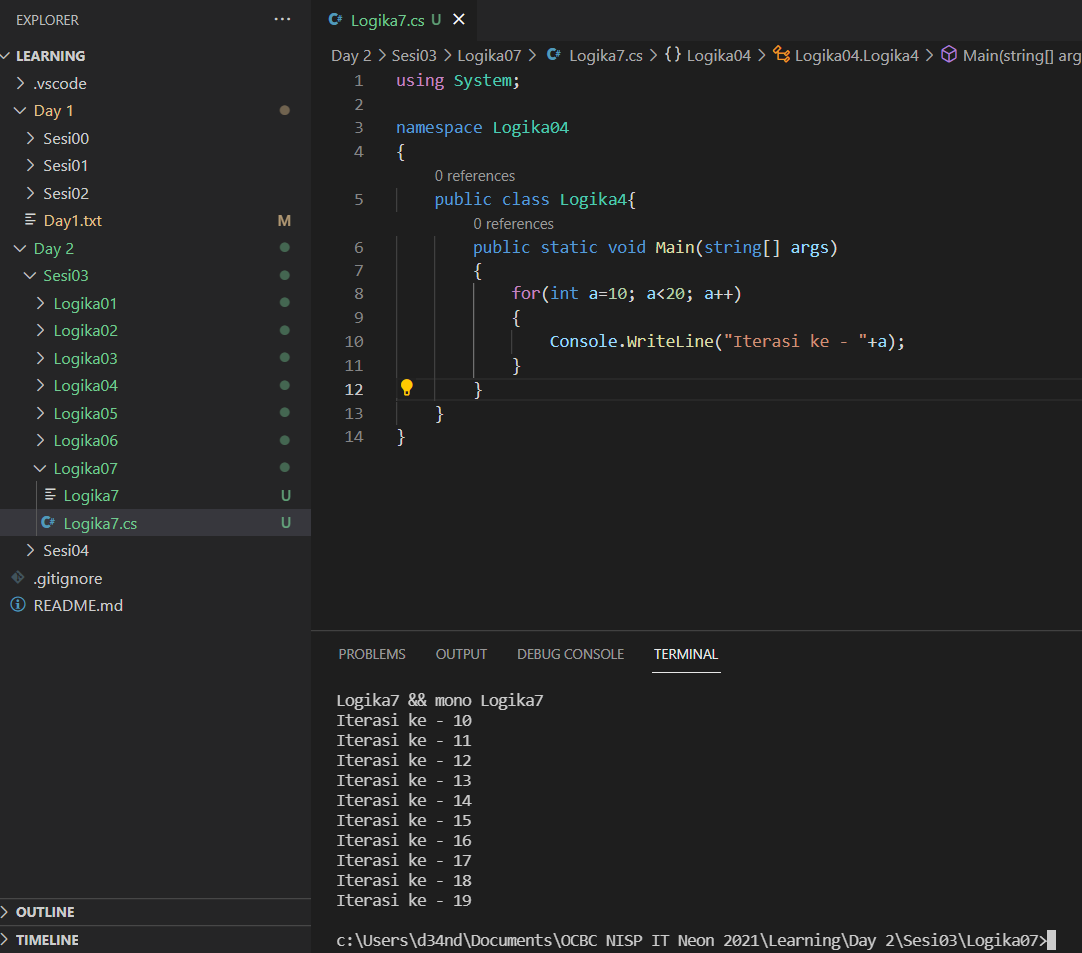 EXPLORER
LEARNING
.vscode
Day 1
Sesi00
Sesi01
Sesi02
Day1.txt M
Day 2
Sesi03
Logika01
Logika02
Logika03
Logika04
Logika05
Logika06
Logika07
Logika7 U
Logika7.cs U
Sesi04
.gitignore
README.md
OUTLINE
TIMELINE
Logika7.cs U
Day 2 > Sesi03 > Logika07 > Logika7.cs > {} Logika04 > Logika04.Logika4 > Main(string[] arg
1 using System;
2
3 namespace Logika04
4 {
0 references
5 public class Logika4{
0 references
6 public static void Main(string[] args)
7 {
8 for(int a=10; a<20; a++)
9 {
10 Console.WriteLine("Iterasi ke - "+a);
11 }
12 }
13 }
14 }
PROBLEMS OUTPUT DEBUG CONSOLE TERMINAL
Logika7 && mono Logika7
Iterasi ke - 10
Iterasi ke - 11
Iterasi ke - 12
Iterasi ke - 13
Iterasi ke - 14
Iterasi ke - 15
Iterasi ke - 16
Iterasi ke - 17
Iterasi ke - 18
Iterasi ke - 19
c:\Users\d34nd\Documents\OCBC NISP IT Neon 2021\Learning\Day 2\Sesi03\Logika07>